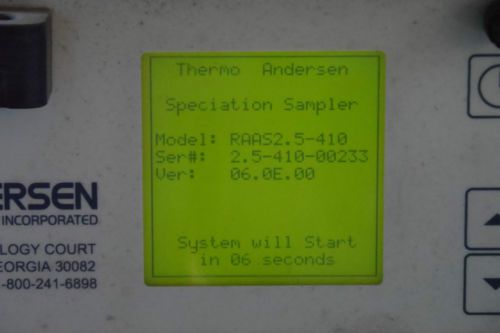 Thermo Andersen
Speciation Sampler
Model: RAAS2.5-410
Ser#: 2.5-410-00233
Ver: 06.0E.00
System will Start
in 06 seconds
ERSEN
INCORPORATED
LOGY COURT
EORGIA 30082
-800-241-6898